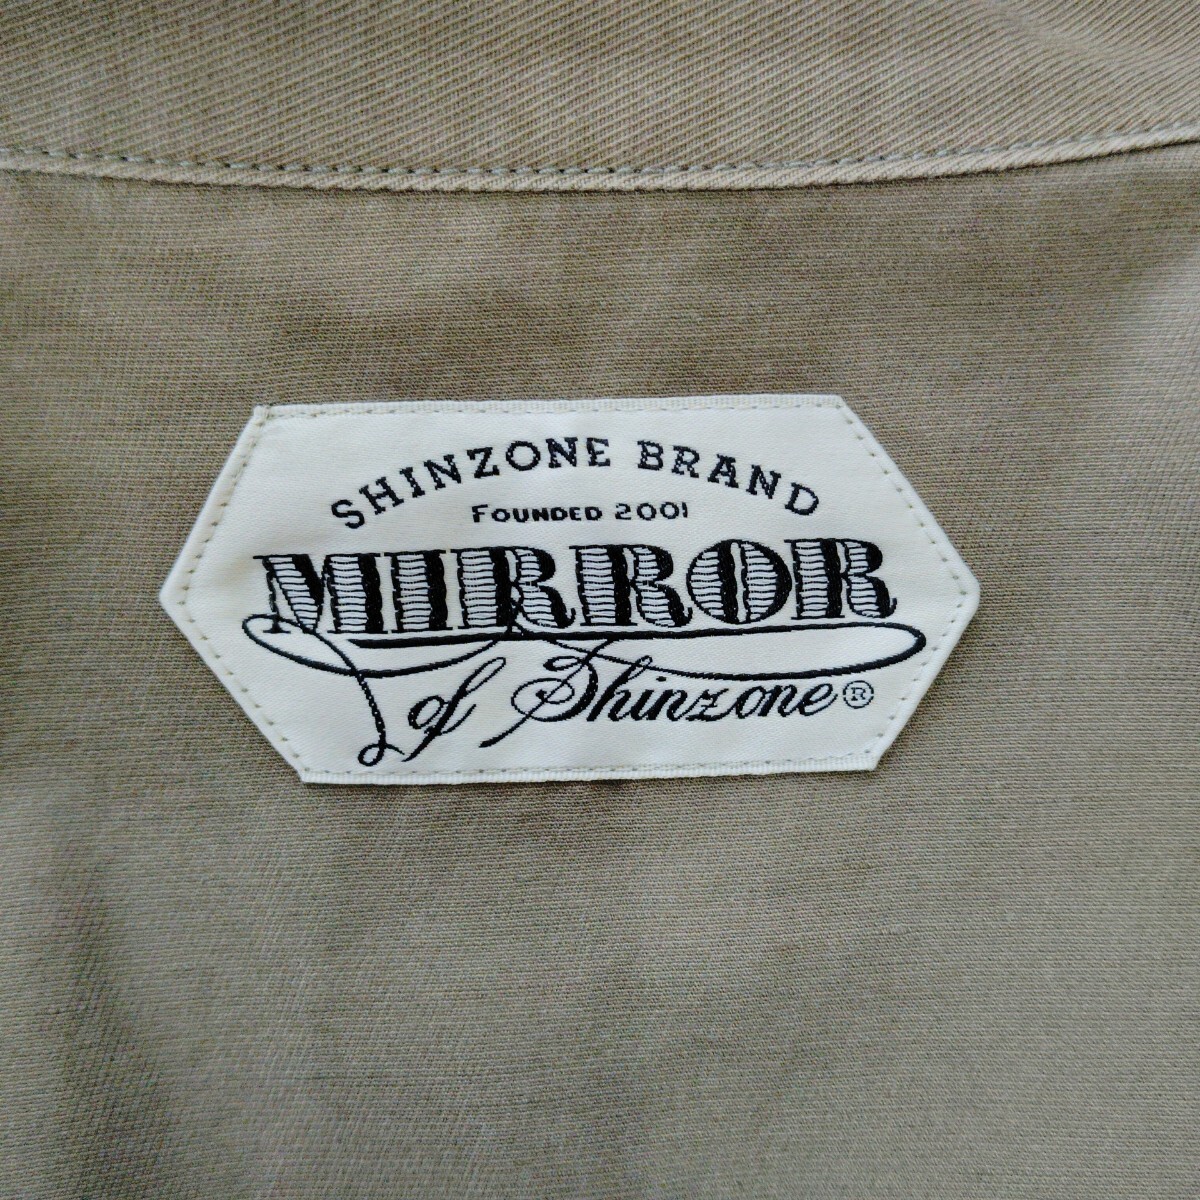 SHINZONE BRAND
FOUNDED 2001
MIRROR
of Shinzone®